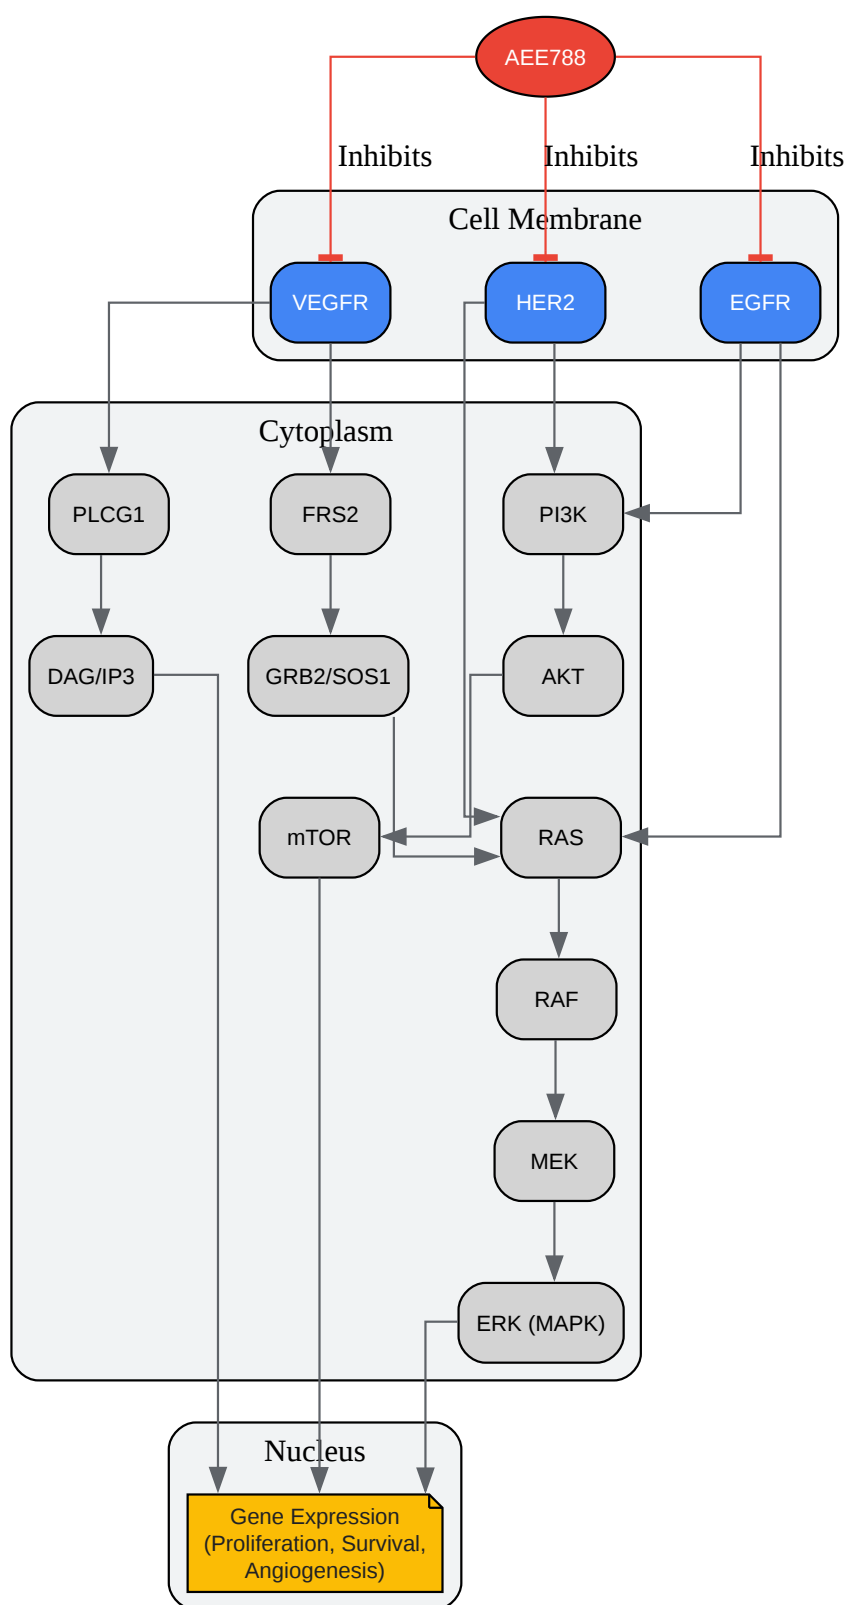 AEE788
Inhibits
Inhibits
Inhibits
Cell Membrane
VEGFR
HER2
EGFR
Cytoplasm
PLCG1
FRS2
PI3K
DAG/IP3
GRB2/SOS1
AKT
mTOR
RAS
RAF
MEK
ERK (MAPK)
Nucleus
Gene Expression
(Proliferation, Survival,
Angiogenesis)